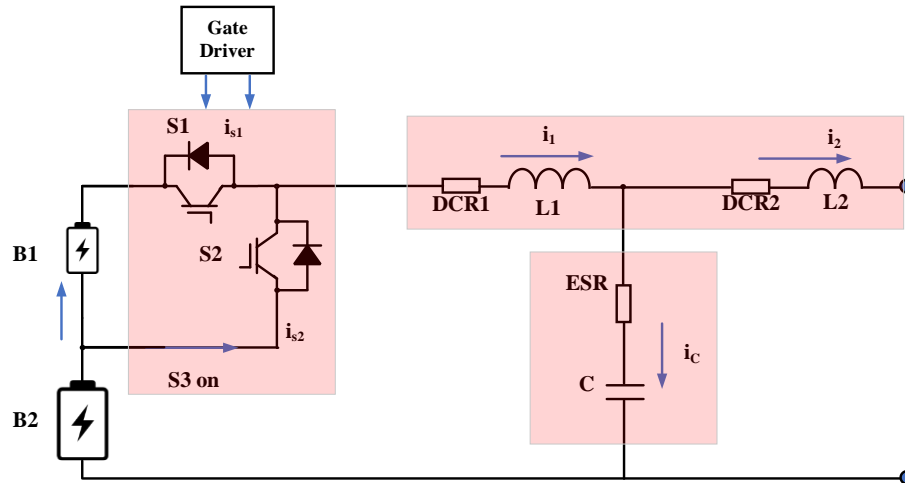 Gate
Driver
S1
is1
i1
i2
DCR1
L1
DCR2
L2
B1
S2
ESR
is2
iC
S3 on
C
B2